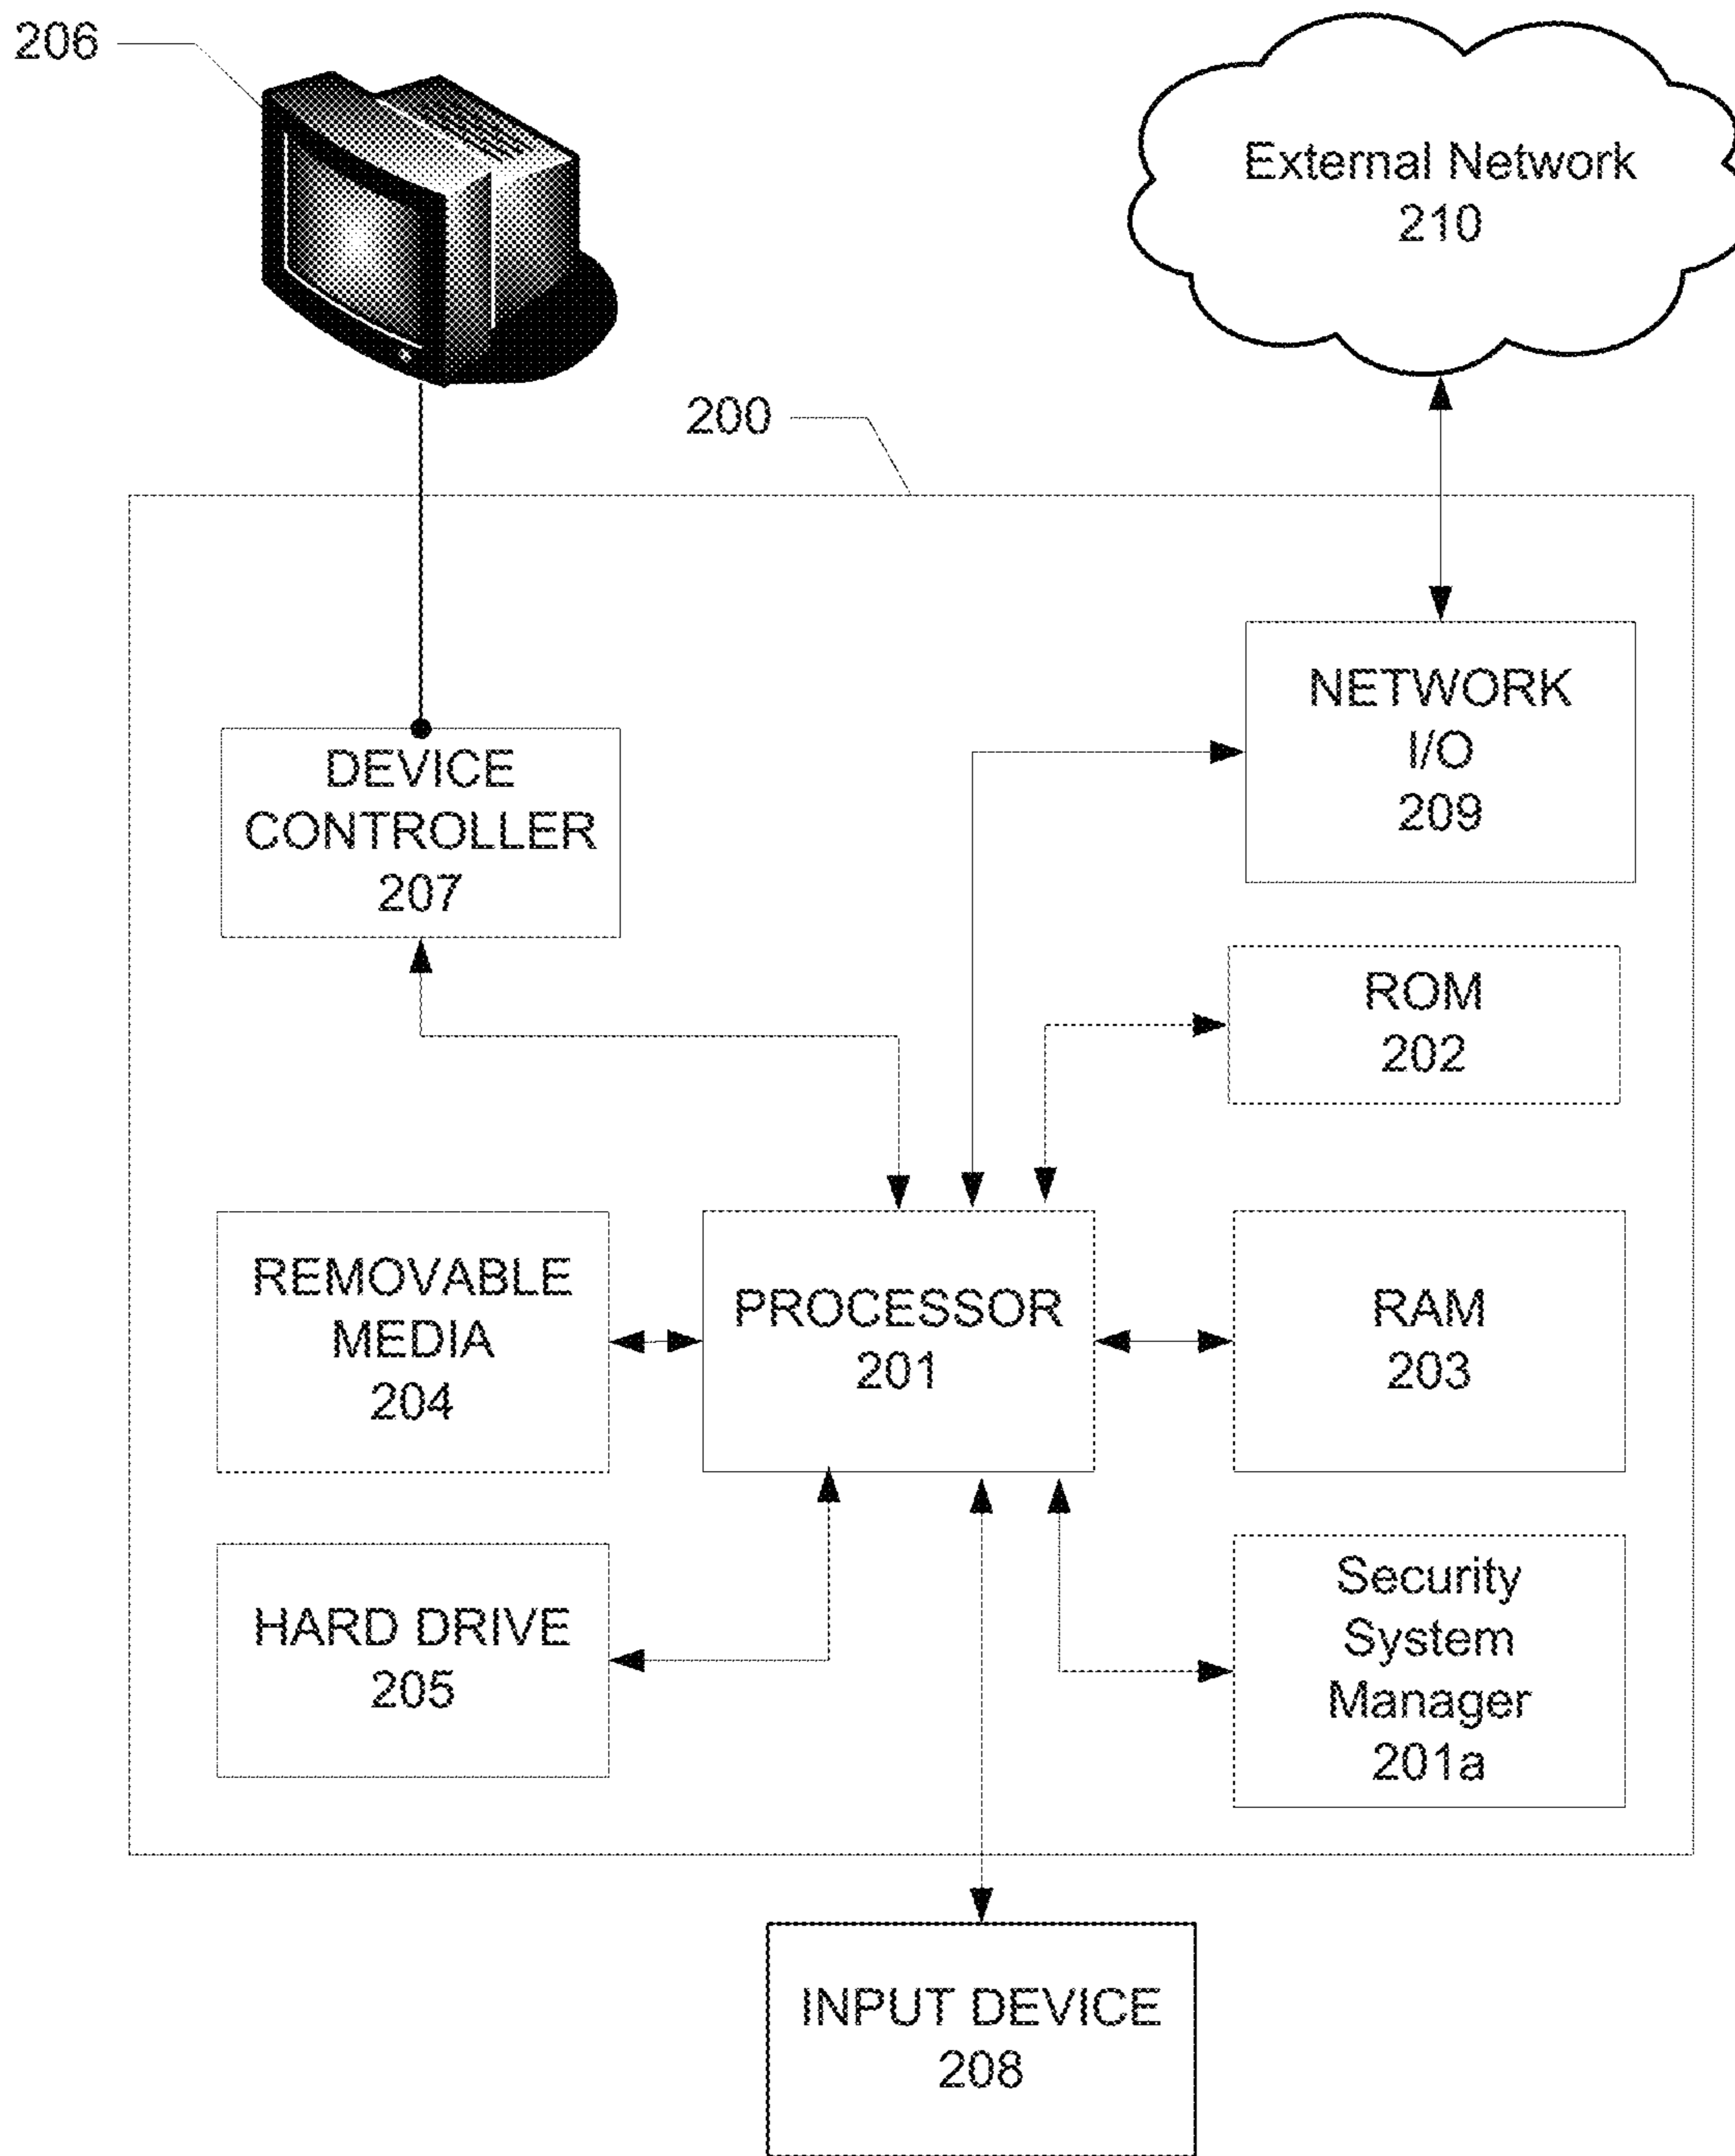 206
External Network
210
200
NETWORK
I/O
209
DEVICE
CONTROLLER
207
ROM
202
REMOVABLE
MEDIA
204
PROCESSOR
201
RAM
203
HARD DRIVE
205
Security
System
Manager
201a
INPUT DEVICE
208